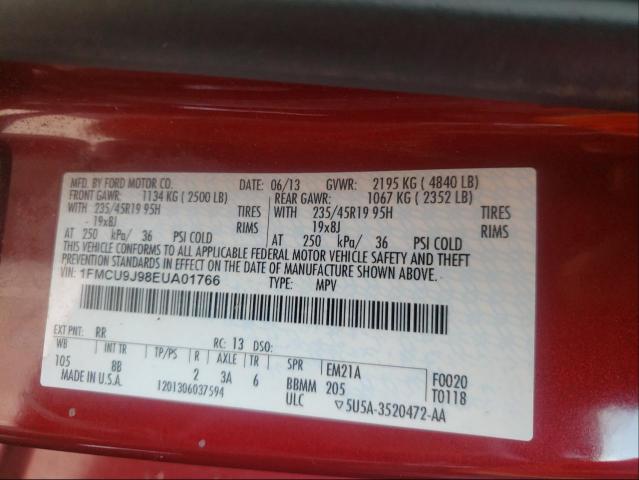 MFD. BY FORD MOTOR CO. DATE: 06/13 GVWR: 2195 KG ( 4840 LB)
FRONT GAWR: 1134 KG ( 2500 LB) REAR GAWR: 1067 KG ( 2352 LB)
WITH 235/45R19 95H TIRES WITH 235/45R19 95H TIRES
- 19x8J RIMS 19x8J RIMS
AT 250 kPa/ 36 PSI COLD AT 250 kPa/ 36 PSI COLD
THIS VEHICLE CONFORMS TO ALL APPLICABLE FEDERAL MOTOR VEHICLE SAFETY AND THEFT
PREVENTION STANDARDS IN EFFECT ON THE DATE OF MANUFACTURE SHOWN ABOVE.
VIN: 1FMCU9J98EUA01766 TYPE: MPV
EXT PNT: RR RC: 13 DSO:
WB INT TR TP/PS R AXLE TR SPR EM21A F0020
105 BB 2 3A 6 BBMM 205 T0118
MADE IN U.S.A. 1201306037594 ULC ▽5U5A-3520472-AA